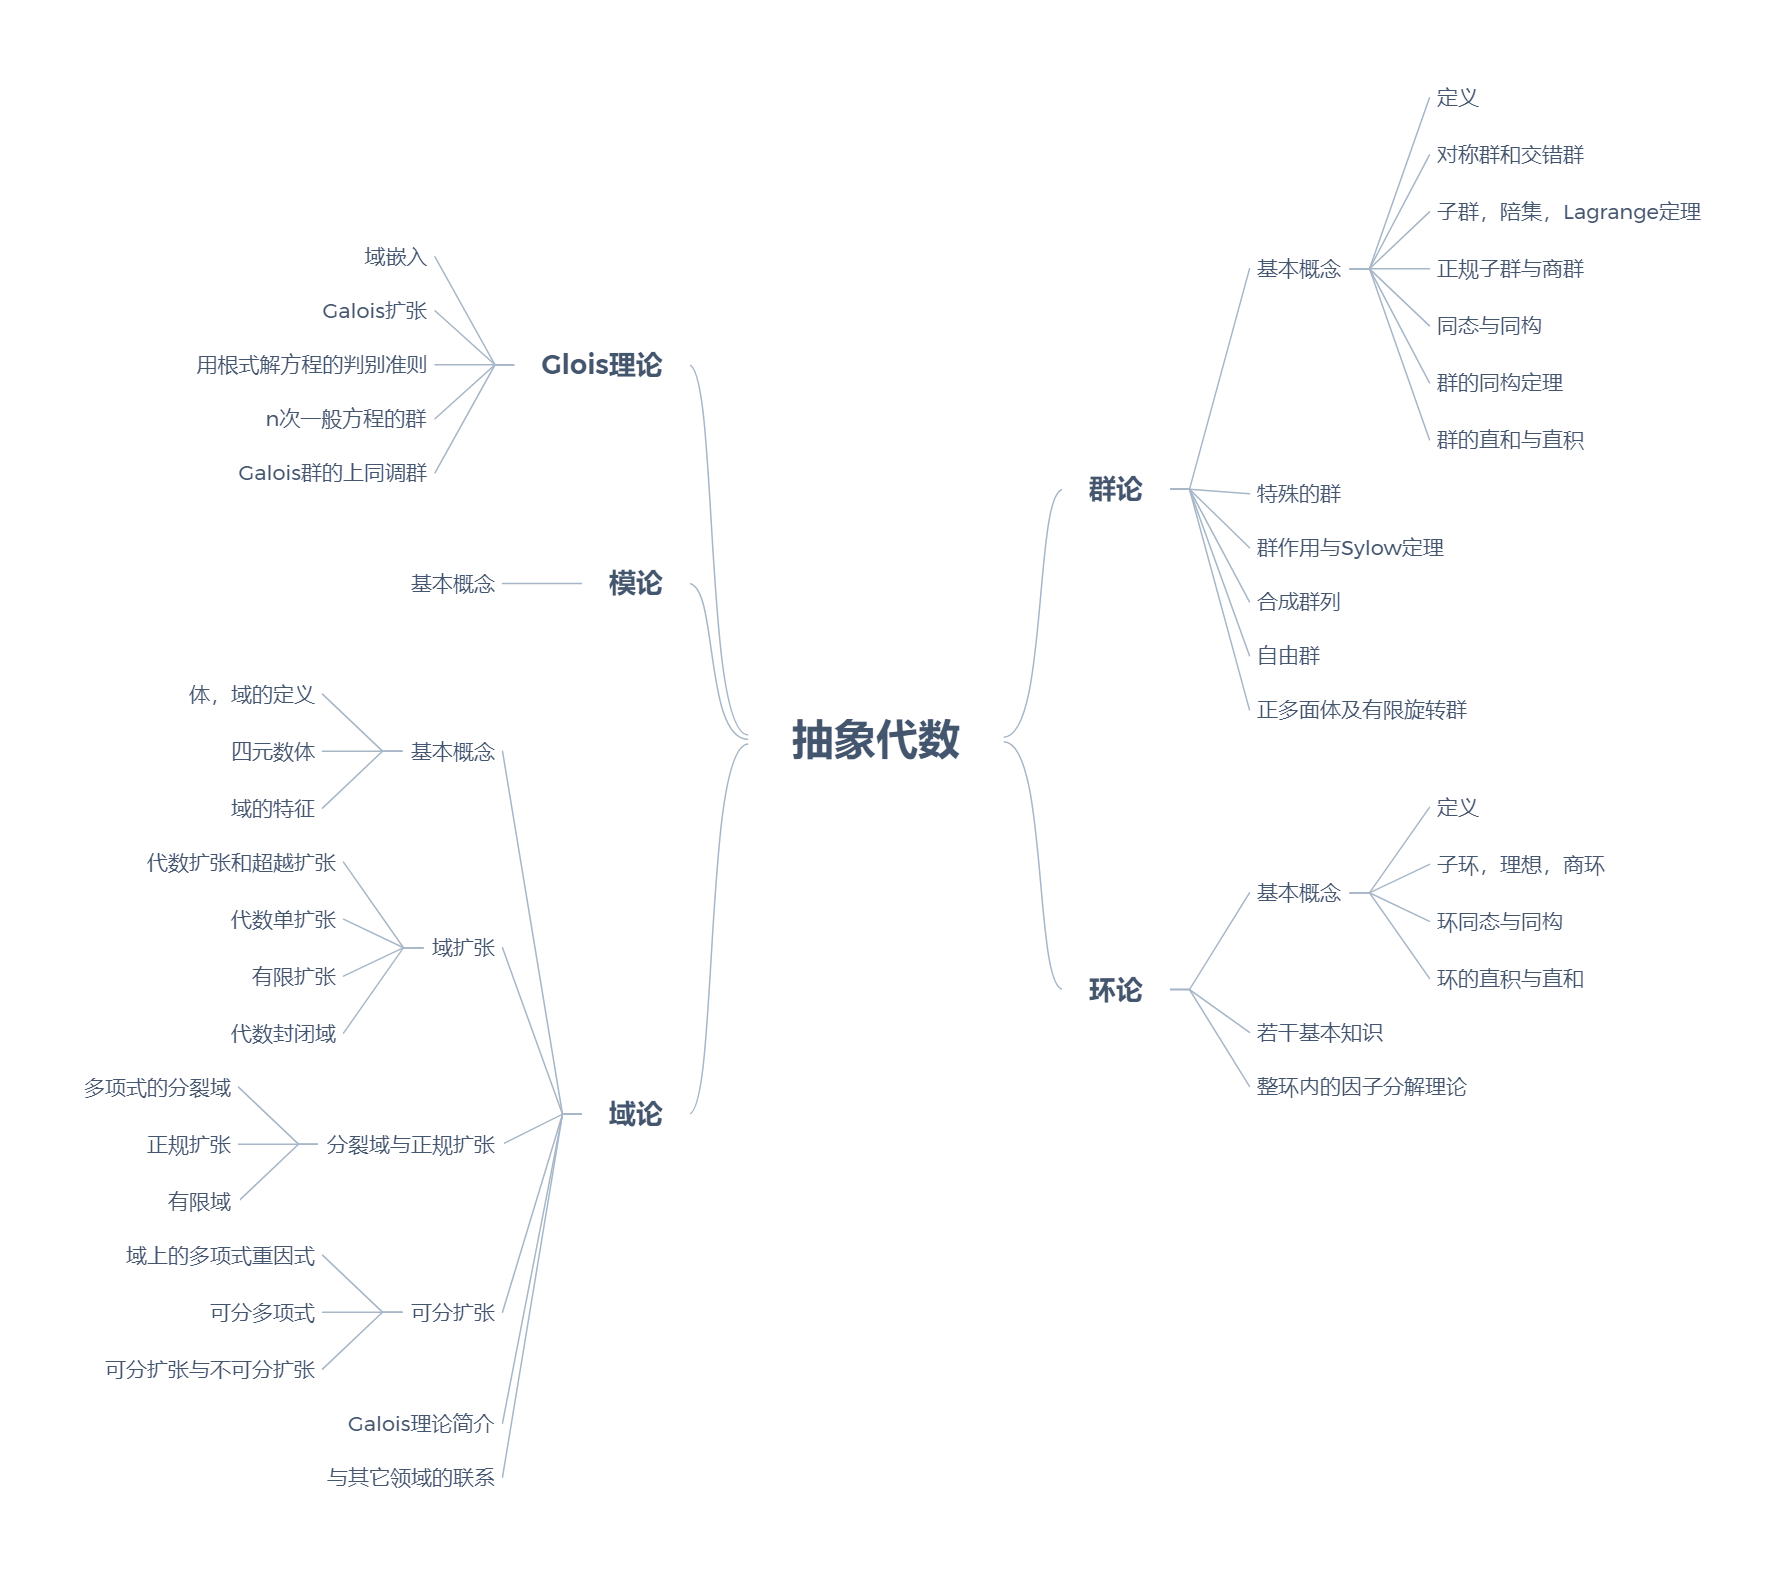 抽象代数
群论
基本概念
定义
对称群和交错群
子群，陪集，Lagrange定理
正规子群与商群
同态与同构
群的同构定理
群的直和与直积
特殊的群
群作用与Sylow定理
合成群列
自由群
正多面体及有限旋转群
环论
基本概念
定义
子环，理想，商环
环同态与同构
环的直积与直和
若干基本知识
整环内的因子分解理论
Glois理论
域嵌入
Galois扩张
用根式解方程的判别准则
n次一般方程的群
Galois群的上同调群
模论
基本概念
域论
基本概念
体，域的定义
四元数体
域的特征
域扩张
代数扩张和超越扩张
代数单扩张
有限扩张
代数封闭域
分裂域与正规扩张
多项式的分裂域
正规扩张
有限域
可分扩张
域上的多项式重因式
可分多项式
可分扩张与不可分扩张
Galois理论简介
与其它领域的联系